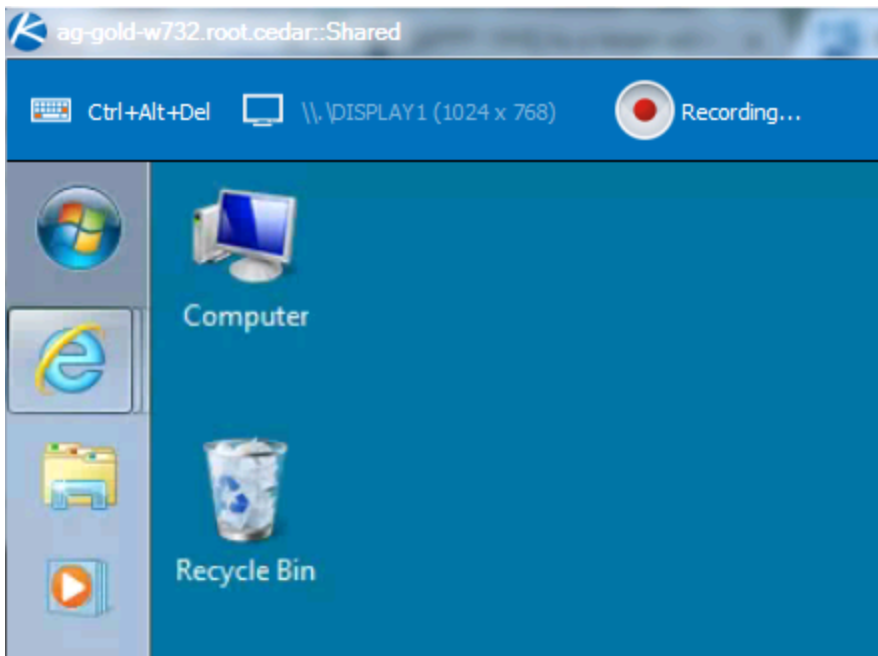 ag-gold-w732.root.cedar::Shared
Ctrl+Alt+Del \\.\DISPLAY1 (1024 x 768) Recording...
Computer
Recycle Bin